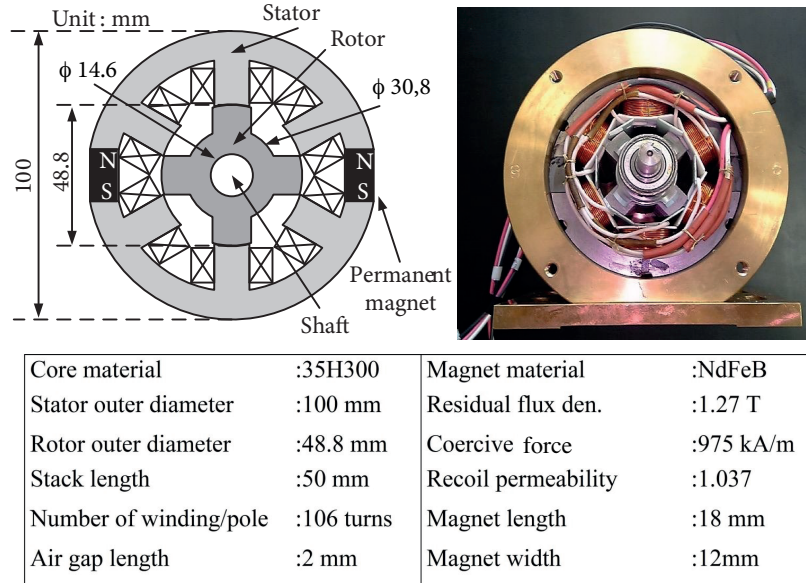 Unit : mm
Stator
Rotor
ϕ 14.6
ϕ 30,8
100
48.8
N
S
N
S
Permanent
magnet
Shaft
Core material :35H300 Magnet material :NdFeB
Stator outer diameter :100 mm Residual flux den. :1.27 T
Rotor outer diameter :48.8 mm Coercive force :975 kA/m
Stack length :50 mm Recoil permeability :1.037
Number of winding/pole :106 turns Magnet length :18 mm
Air gap length :2 mm Magnet width :12mm